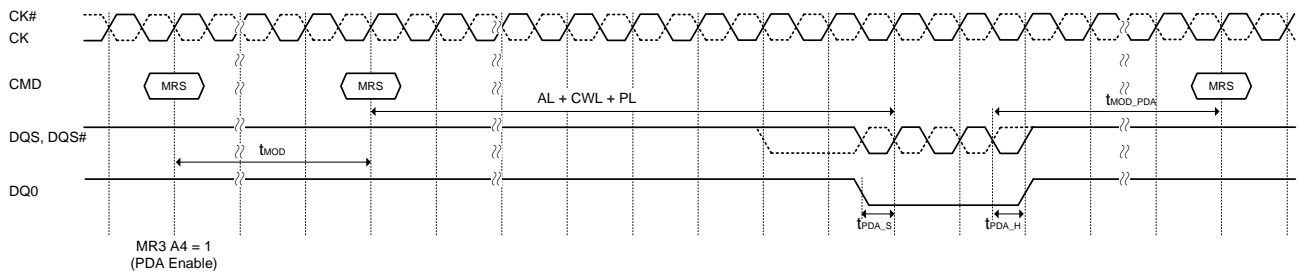 CK#
CK
CMD
MRS
MRS
MRS
AL + CWL + PL
tMOD_PDA
DQS, DQS#
tMOD
DQ0
tPDA_S
tPDA_H
MR3 A4 = 1
(PDA Enable)